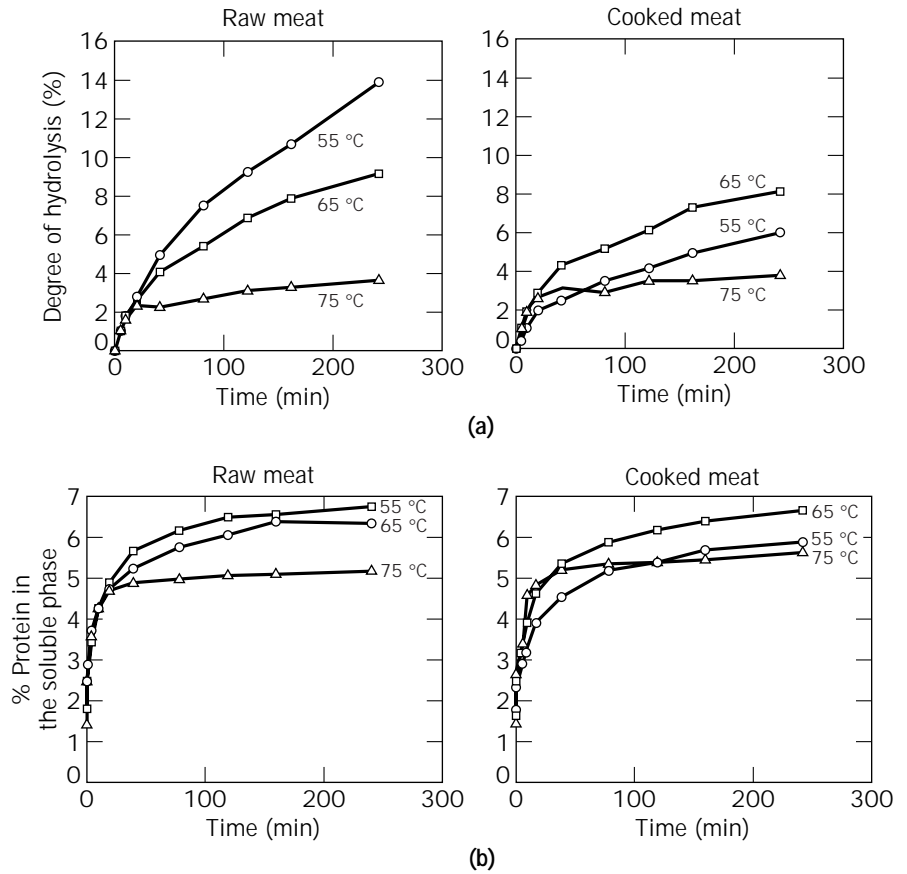 Raw meat
Cooked meat
Degree of hydrolysis (%)
16
14
12
10
8
6
4
2
0
55 °C
65 °C
75 °C
0 100 200 300
Time (min)
16
14
12
10
8
6
4
2
0
65 °C
55 °C
75 °C
0 100 200 300
Time (min)
(a)
Raw meat
Cooked meat
% Protein in
the soluble phase
7
6
5
4
3
2
1
0
55 °C
65 °C
75 °C
0 100 200 300
Time (min)
7
6
5
4
3
2
1
0
65 °C
55 °C
75 °C
0 100 200 300
Time (min)
(b)